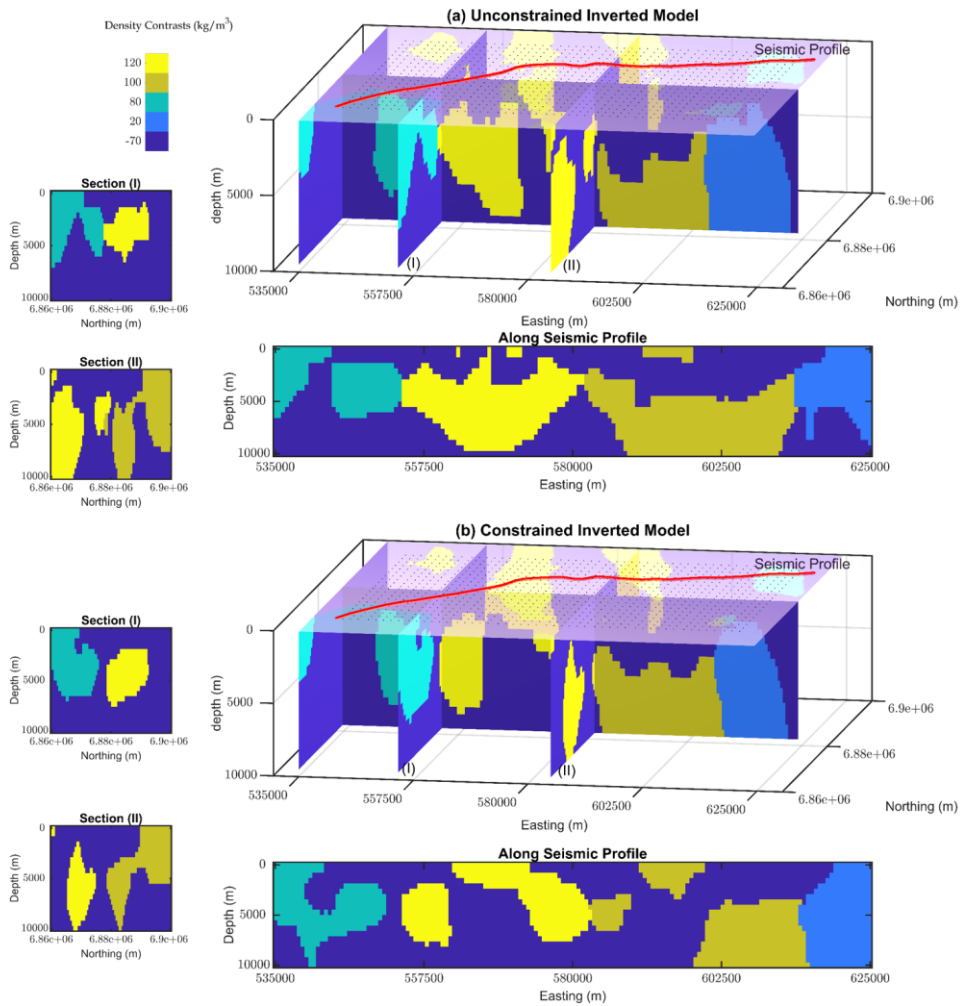 (a) Unconstrained Inverted Model
Density Contrasts (kg/m³)
120
100
80
20
-70
Seismic Profile
0
5000
10000
depth (m)
535000
557500
580000
602500
625000
Easting (m)
6.9e+06
6.88e+06
6.86e+06
Northing (m)
(I)
(II)
Section (I)
0
5000
10000
Depth (m)
6.86e+06 6.88e+06 6.9e+06
Northing (m)
Along Seismic Profile
0
5000
10000
Depth (m)
535000 557500 580000 602500 625000
Easting (m)
Section (II)
0
5000
10000
Depth (m)
6.86e+06 6.88e+06 6.9e+06
Northing (m)
(b) Constrained Inverted Model
Seismic Profile
0
5000
10000
depth (m)
535000
557500
580000
602500
625000
Easting (m)
6.9e+06
6.88e+06
6.86e+06
Northing (m)
(I)
(II)
Section (I)
0
5000
10000
Depth (m)
6.86e+06 6.88e+06 6.9e+06
Northing (m)
Section (II)
0
5000
10000
Depth (m)
6.86e+06 6.88e+06 6.9e+06
Northing (m)
Along Seismic Profile
0
5000
10000
Depth (m)
535000 557500 580000 602500 625000
Easting (m)